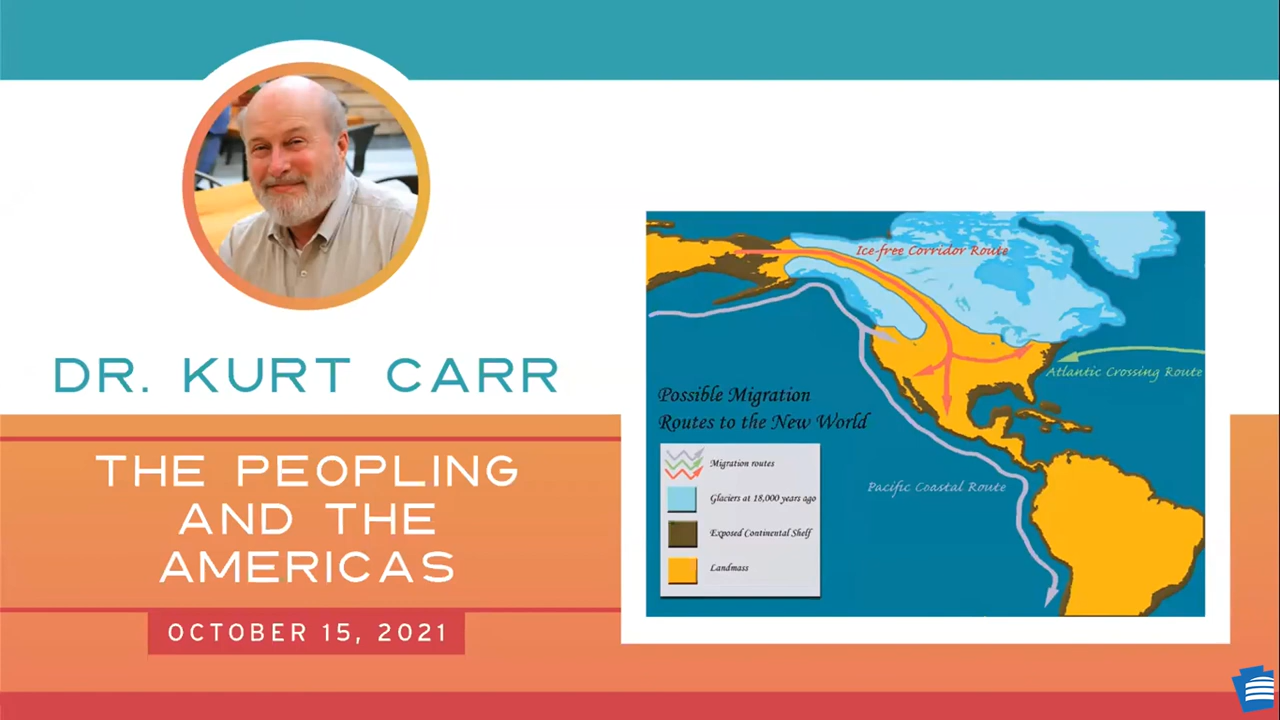 DR. KURT CARR
THE PEOPLING
AND THE
AMERICAS
OCTOBER 15, 2021
Ice-free Corridor Route
Atlantic Crossing Route
Possible Migration
Routes to the New World
Migration routes
Glaciers at 18,000 years ago
Exposed Continental Shelf
Landmass
Pacific Coastal Route